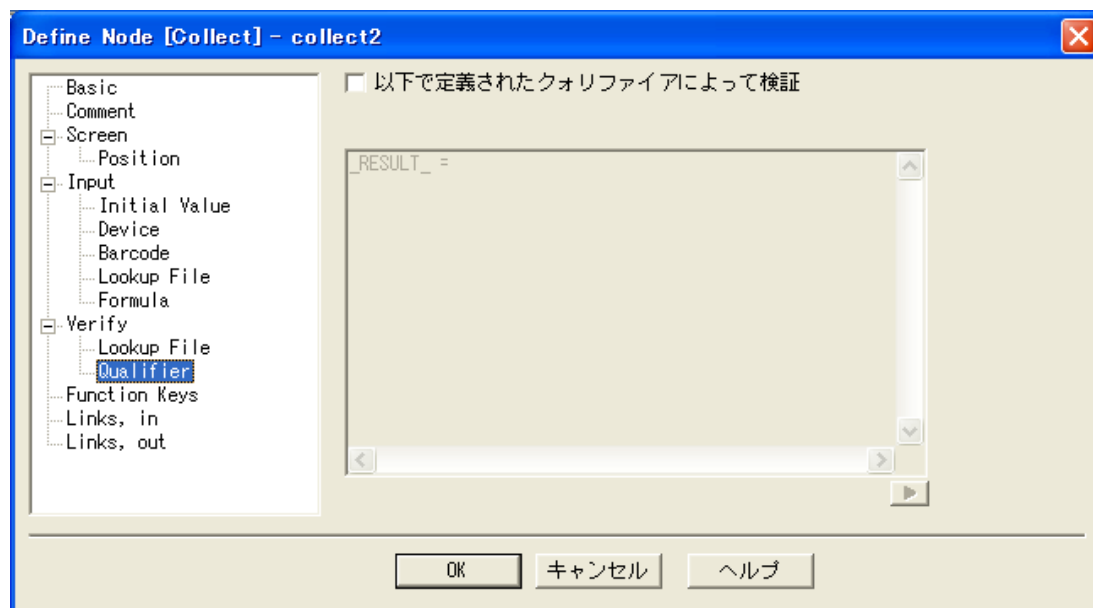 Define Node [Collect] - collect2
Basic
Comment
Screen
Position
Input
Initial Value
Device
Barcode
Lookup File
Formula
Verify
Lookup File
Qualifier
Function Keys
Links, in
Links, out
以下で定義されたクォリファイアによって検証
_RESULT_ =
OK
キャンセル
ヘルプ